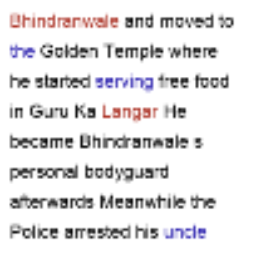 Bhindranwale and moved to
the Golden Temple where
he started serving free food
in Guru Ka Langar He
became Bhindranwale s
personal bodyguard
afterwards Meanwhile the
Police arrested his uncle